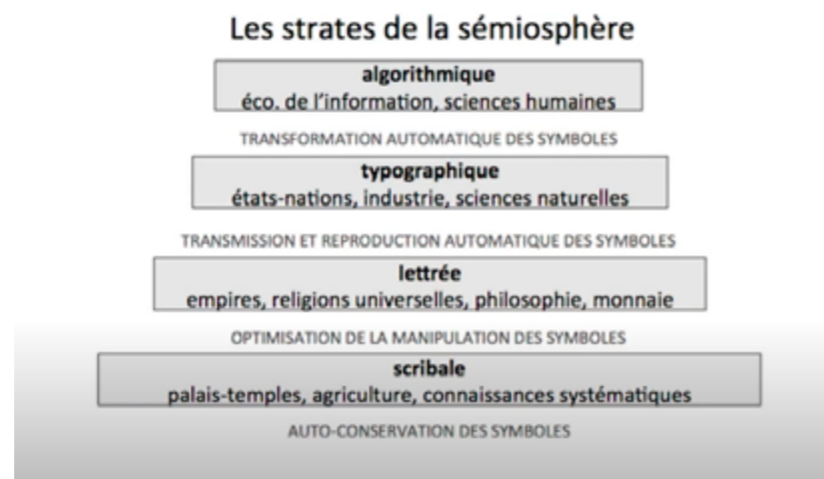 Les strates de la sémiosphère
algorithmique
éco. de l'information, sciences humaines
TRANSFORMATION AUTOMATIQUE DES SYMBOLES
typographique
états-nations, industrie, sciences naturelles
TRANSMISSION ET REPRODUCTION AUTOMATIQUE DES SYMBOLES
lettrée
empires, religions universelles, philosophie, monnaie
OPTIMISATION DE LA MANIPULATION DES SYMBOLES
scribale
palais-temples, agriculture, connaissances systématiques
AUTO-CONSERVATION DES SYMBOLES